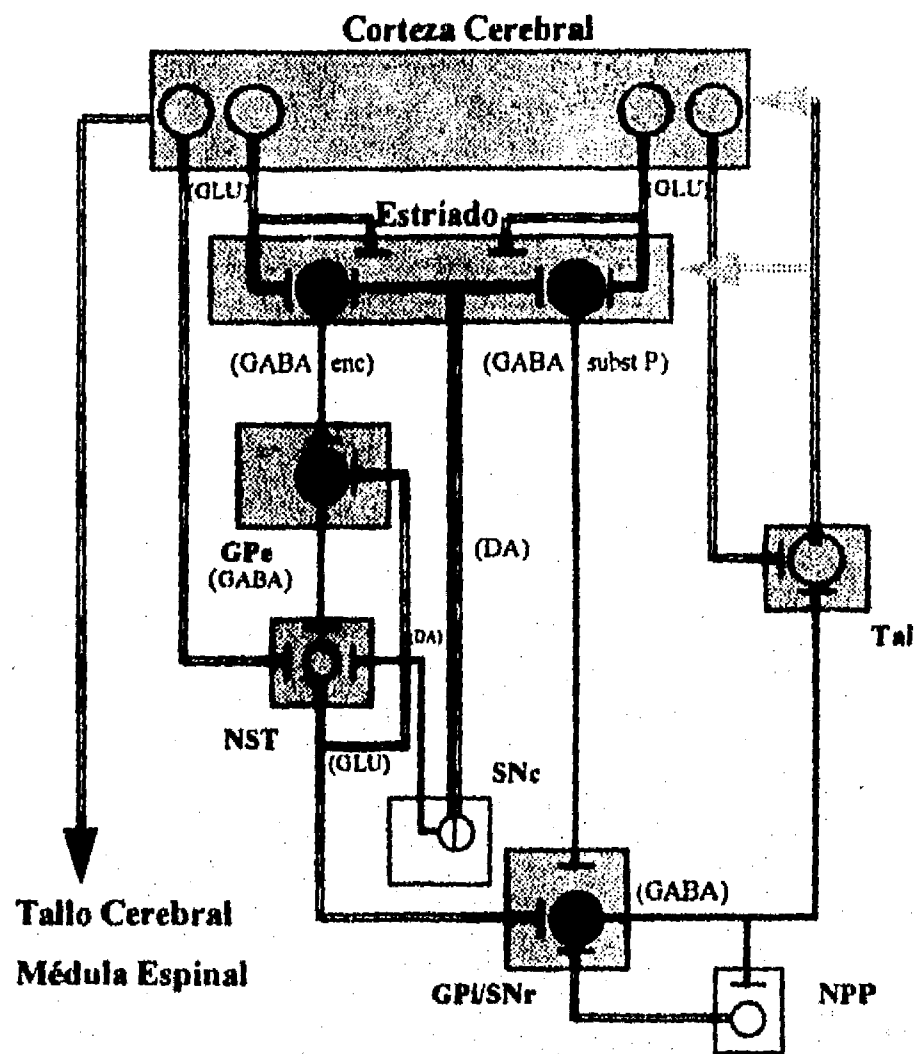 Corteza Cerebral
(GLU)
(GLU)
Estriado
(GABA enc)
(GABA subst P)
GPe
(GABA)
(DA)
(DA)
Tal
NST
(GLU)
SNc
(GABA)
Tallo Cerebral
Médula Espinal
GPi/SNr
NPP